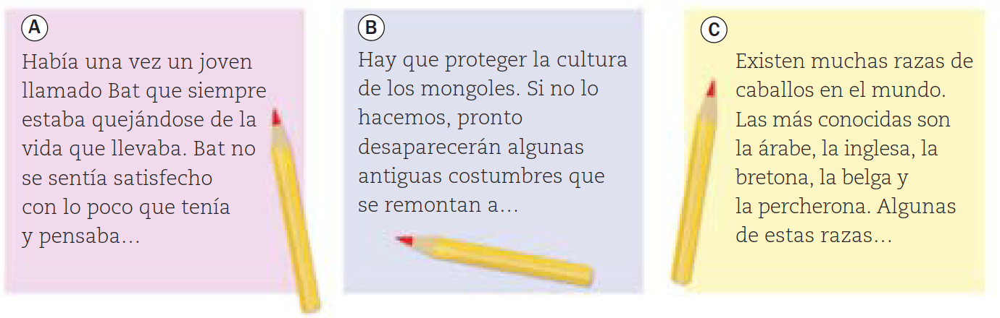 A
Había una vez un joven
llamado Bat que siempre
estaba quejándose de la
vida que llevaba. Bat no
se sentía satisfecho
con lo poco que tenía
y pensaba…
B
Hay que proteger la cultura
de los mongoles. Si no lo
hacemos, pronto
desaparecerán algunas
antiguas costumbres que
se remontan a…
C
Existen muchas razas de
caballos en el mundo.
Las más conocidas son
la árabe, la inglesa, la
bretona, la belga y
la percherona. Algunas
de estas razas…